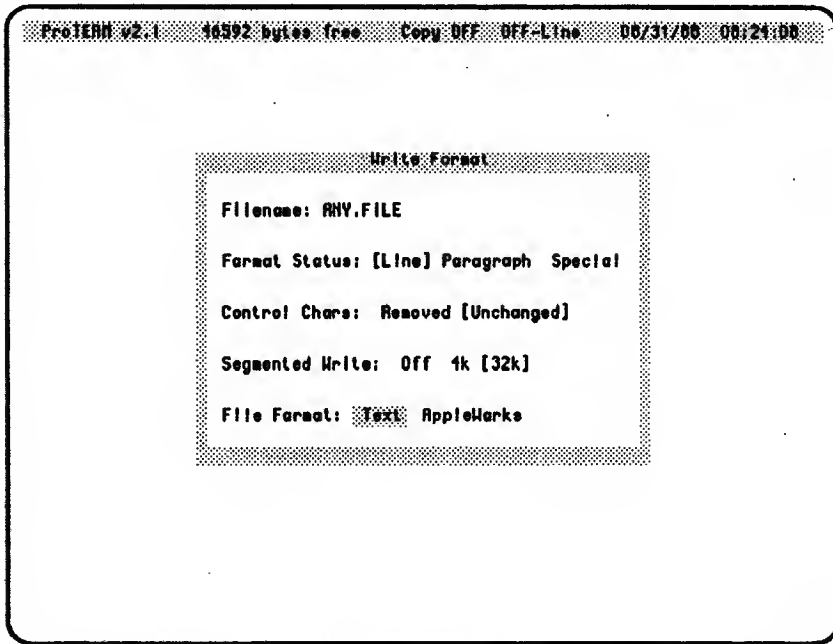 ProTERM v2.1 46592 bytes free Copy OFF OFF-Line 08/31/88 08:24:08
Write Format
Filename: ANY.FILE
Format Status: [Line] Paragraph Special
Control Chars: Removed [Unchanged]
Segmented Write: Off 4k [32k]
File Format: Text AppleWorks